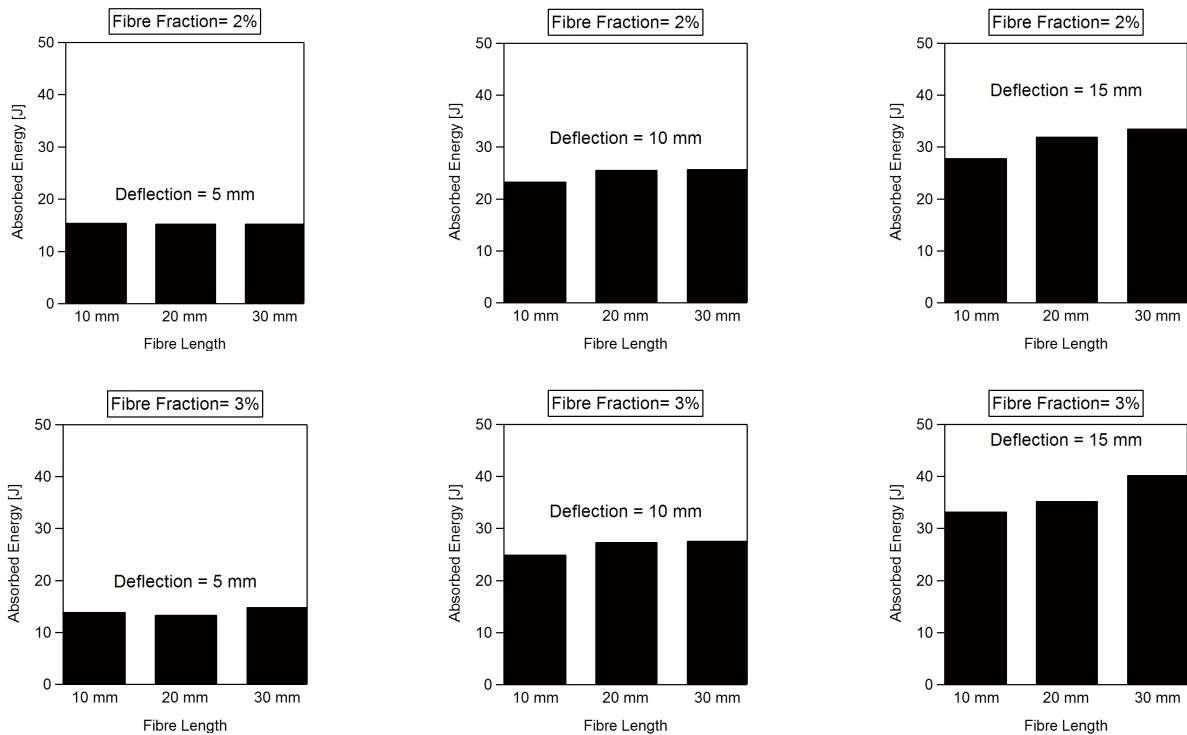 Fibre Fraction= 2%
50
40
30
20
10
0
Absorbed Energy [J]
Deflection = 5 mm
10 mm 20 mm 30 mm
Fibre Length
Fibre Fraction= 2%
50
40
30
20
10
0
Absorbed Energy [J]
Deflection = 10 mm
10 mm 20 mm 30 mm
Fibre Length
Fibre Fraction= 2%
50
40
30
20
10
0
Absorbed Energy [J]
Deflection = 15 mm
10 mm 20 mm 30 mm
Fibre Length
Fibre Fraction= 3%
50
40
30
20
10
0
Absorbed Energy [J]
Deflection = 5 mm
10 mm 20 mm 30 mm
Fibre Length
Fibre Fraction= 3%
50
40
30
20
10
0
Absorbed Energy [J]
Deflection = 10 mm
10 mm 20 mm 30 mm
Fibre Length
Fibre Fraction= 3%
50
40
30
20
10
0
Absorbed Energy [J]
Deflection = 15 mm
10 mm 20 mm 30 mm
Fibre Length